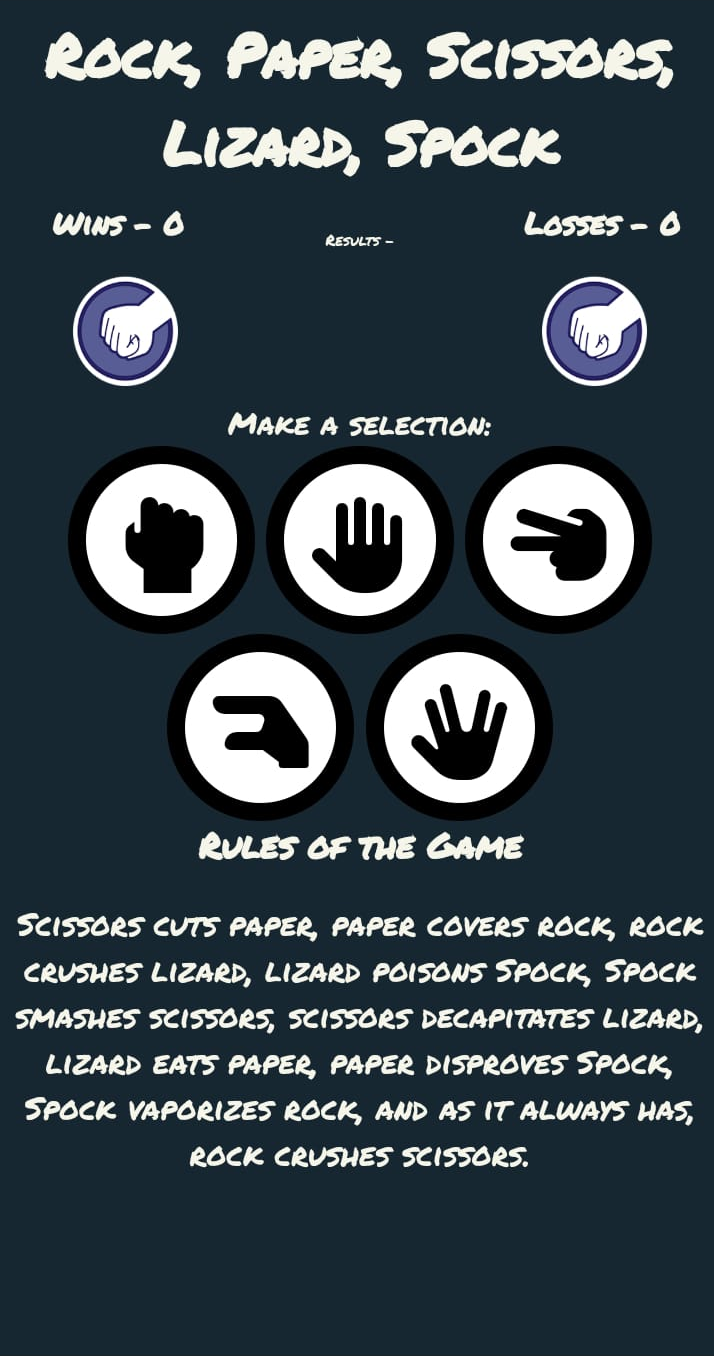 Rock, Paper, Scissors,
Lizard, Spock
Wins - 0
Results -
Losses - 0
Make a selection:
Rules of the Game
Scissors cuts paper, paper covers rock, rock
crushes lizard, lizard poisons Spock, Spock
smashes scissors, scissors decapitates lizard,
lizard eats paper, paper disproves Spock,
Spock vaporizes rock, and as it always has,
rock crushes scissors.